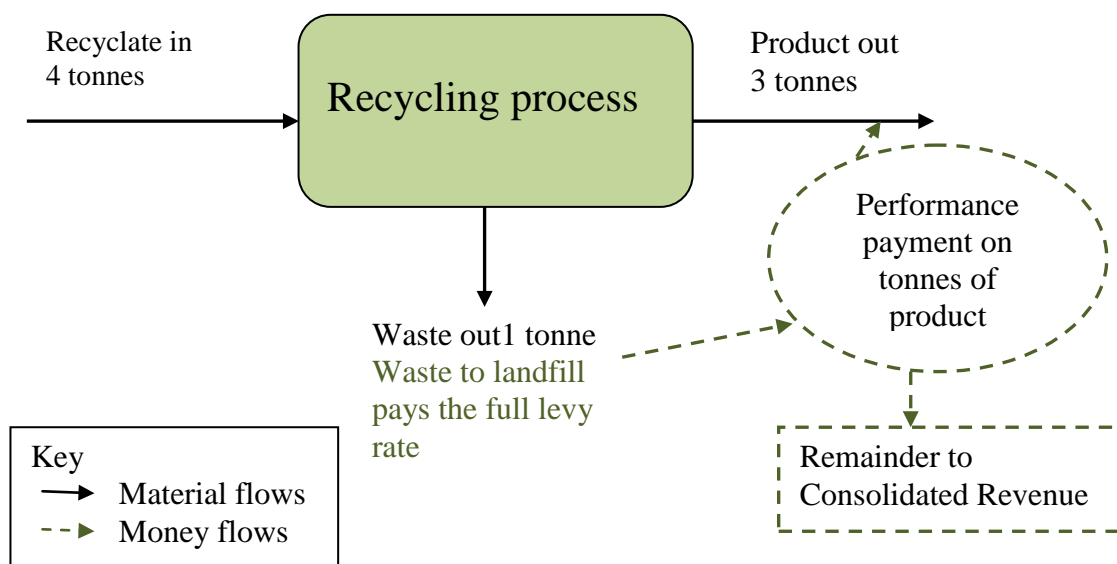 Recyclate in
4 tonnes
Recycling process
Product out
3 tonnes
Performance
payment on
tonnes of
product
Waste out1 tonne
Waste to landfill
pays the full levy
rate
Remainder to
Consolidated Revenue
Key
Material flows
Money flows